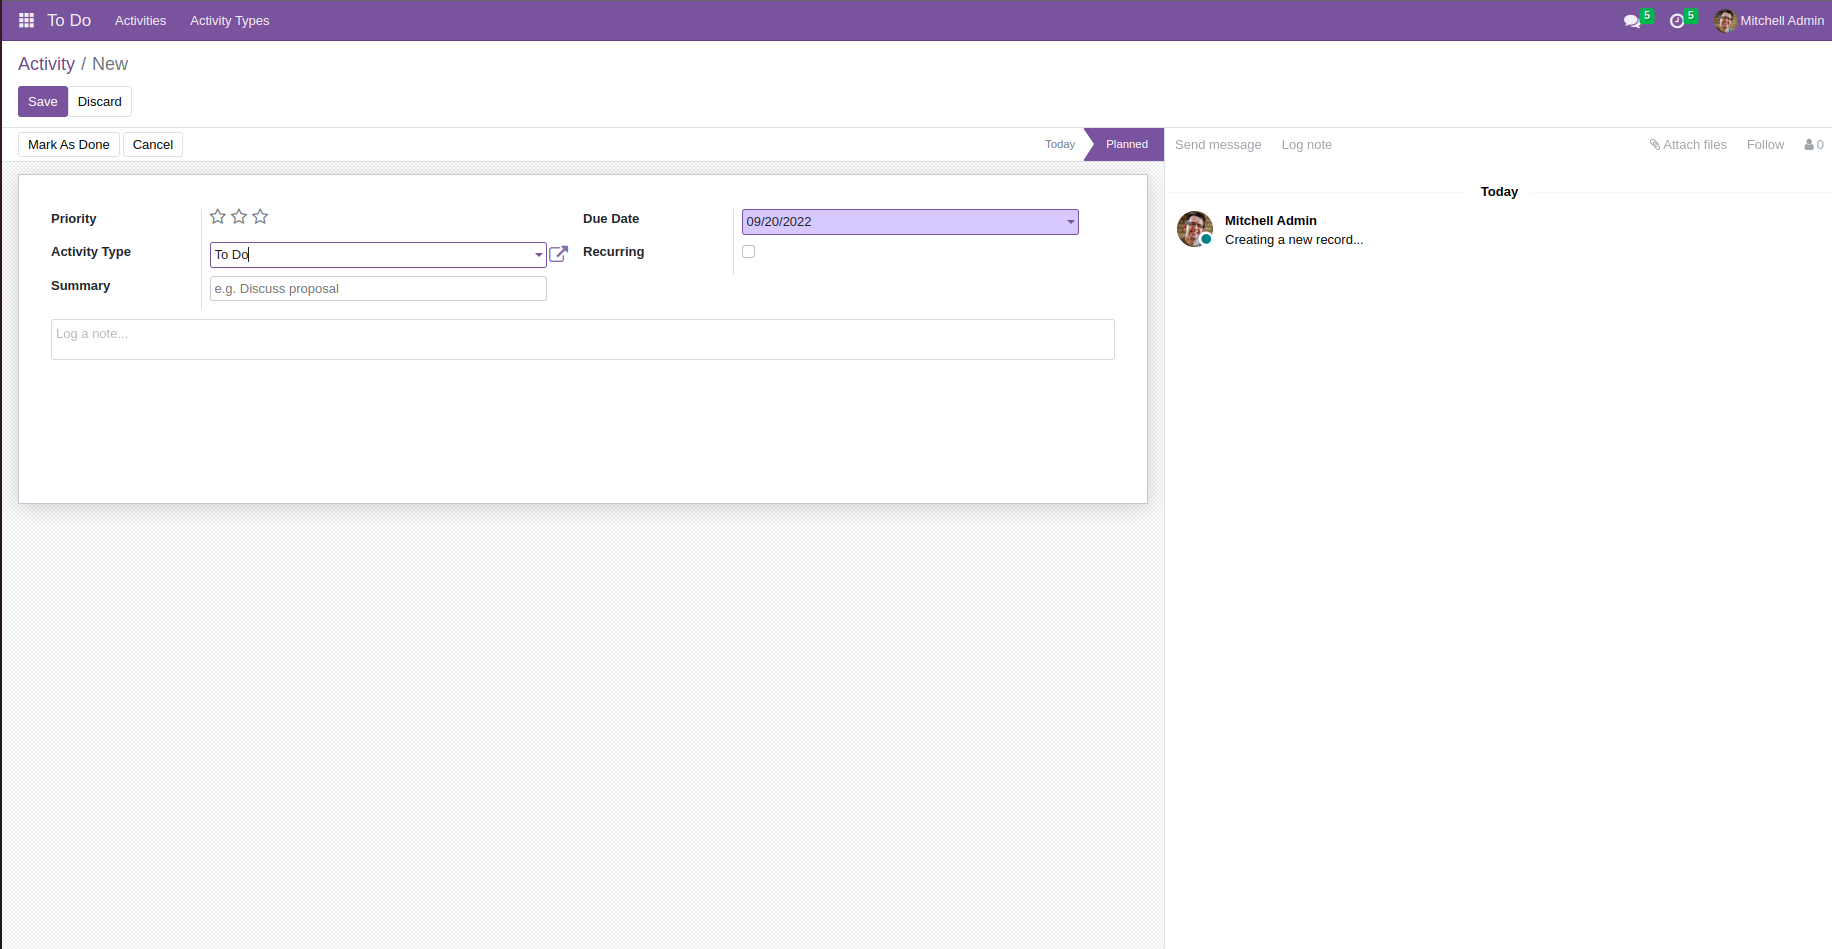 To Do Activities Activity Types 5 5 Mitchell Admin
Activity / New
Save Discard
Mark As Done Cancel Today Planned Send message Log note Attach files Follow 0
Today
Priority Due Date 09/20/2022
Mitchell Admin
Creating a new record...
Activity Type To Do Recurring
Summary e.g. Discuss proposal
Log a note...